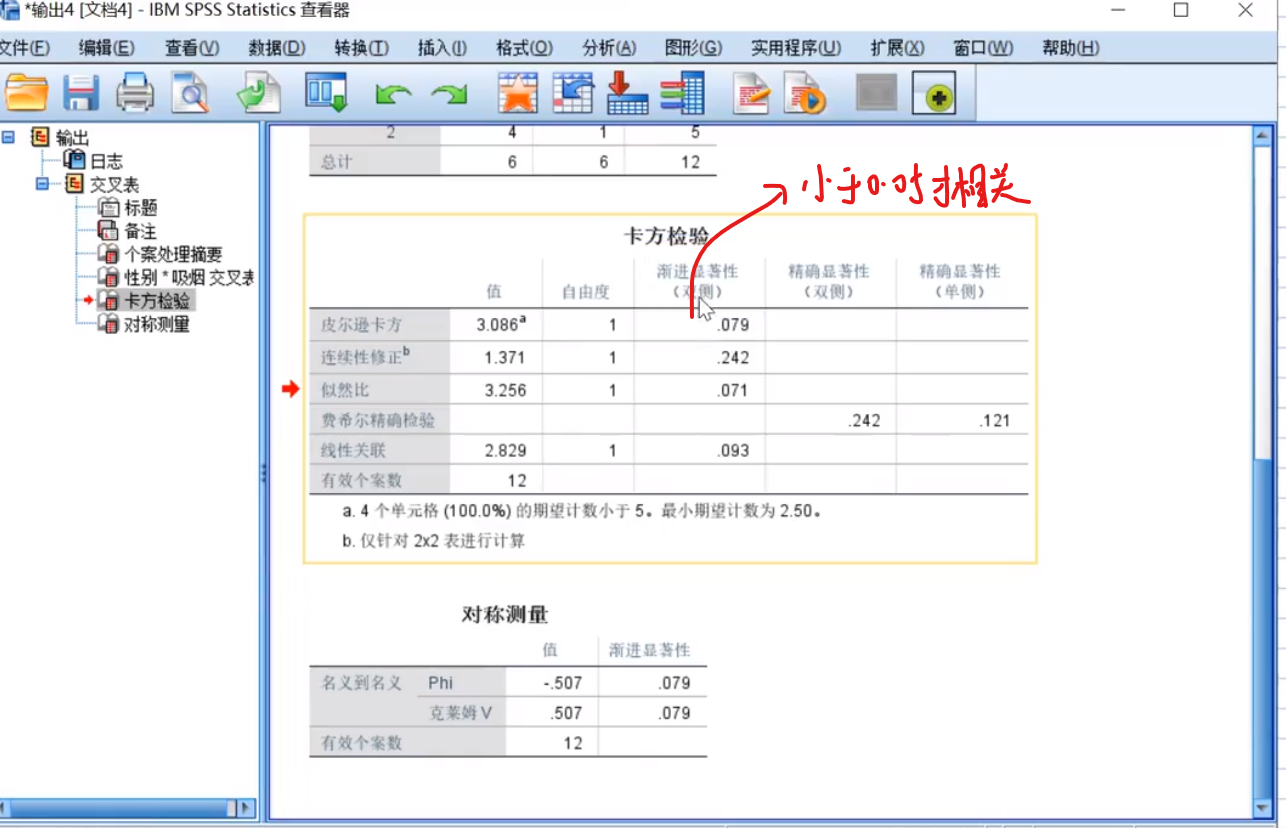 *输出4 [文档4] - IBM SPSS Statistics 查看器
文件(F) 编辑(E) 查看(V) 数据(D) 转换(T) 插入(I) 格式(O) 分析(A) 图形(G) 实用程序(U) 扩展(X) 窗口(W) 帮助(H)
输出
日志
交叉表
标题
备注
个案处理摘要
性别 * 吸烟 交叉表
卡方检验
对称测量
2 4 1 5
总计 6 6 12
小于0.05时才相关
卡方检验
值 自由度 渐进显著性（双侧） 精确显著性（双侧） 精确显著性（单侧）
皮尔逊卡方 3.086a 1 .079
连续性修正b 1.371 1 .242
似然比 3.256 1 .071
费希尔精确检验 .242 .121
线性关联 2.829 1 .093
有效个案数 12
a. 4 个单元格 (100.0%) 的期望计数小于 5。最小期望计数为 2.50。
b. 仅针对 2x2 表进行计算
对称测量
值 渐进显著性
名义到名义 Phi -.507 .079
克莱姆 V .507 .079
有效个案数 12